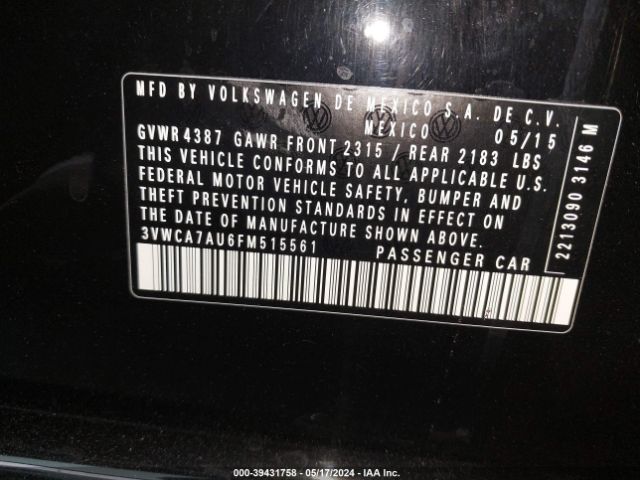 MFD BY VOLKSWAGEN DE MEXICO S.A. DE C.V.
MEXICO 05/15
GVWR 4387 GAWR FRONT 2315 / REAR 2183 LBS
THIS VEHICLE CONFORMS TO ALL APPLICABLE U.S.
FEDERAL MOTOR VEHICLE SAFETY, BUMPER AND
THEFT PREVENTION STANDARDS IN EFFECT ON
THE DATE OF MANUFACTURE SHOWN ABOVE.
3VWCA7AU6FM515561 PASSENGER CAR
2213090 3146 M
000-39431758 - 05/17/2024 - IAA Inc.